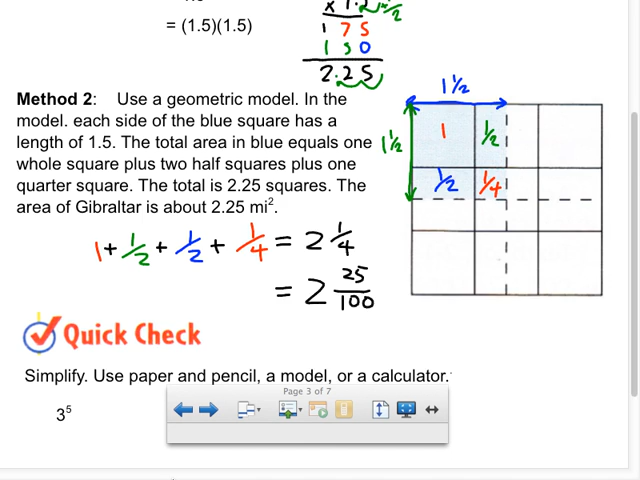 = (1.5)(1.5)
1 7 5
1 5 0
2.25
Method 2: Use a geometric model. In the
model. each side of the blue square has a
length of 1.5. The total area in blue equals one
whole square plus two half squares plus one
quarter square. The total is 2.25 squares. The
area of Gibraltar is about 2.25 mi².
1 + 1/2 + 1/2 + 1/4 = 2 1/4
= 2 25/100
1 1/2
1 1/2
1 1/2
1/2 1/4
Quick Check
Simplify. Use paper and pencil, a model, or a calculator.
Page 3 of 7
3⁵